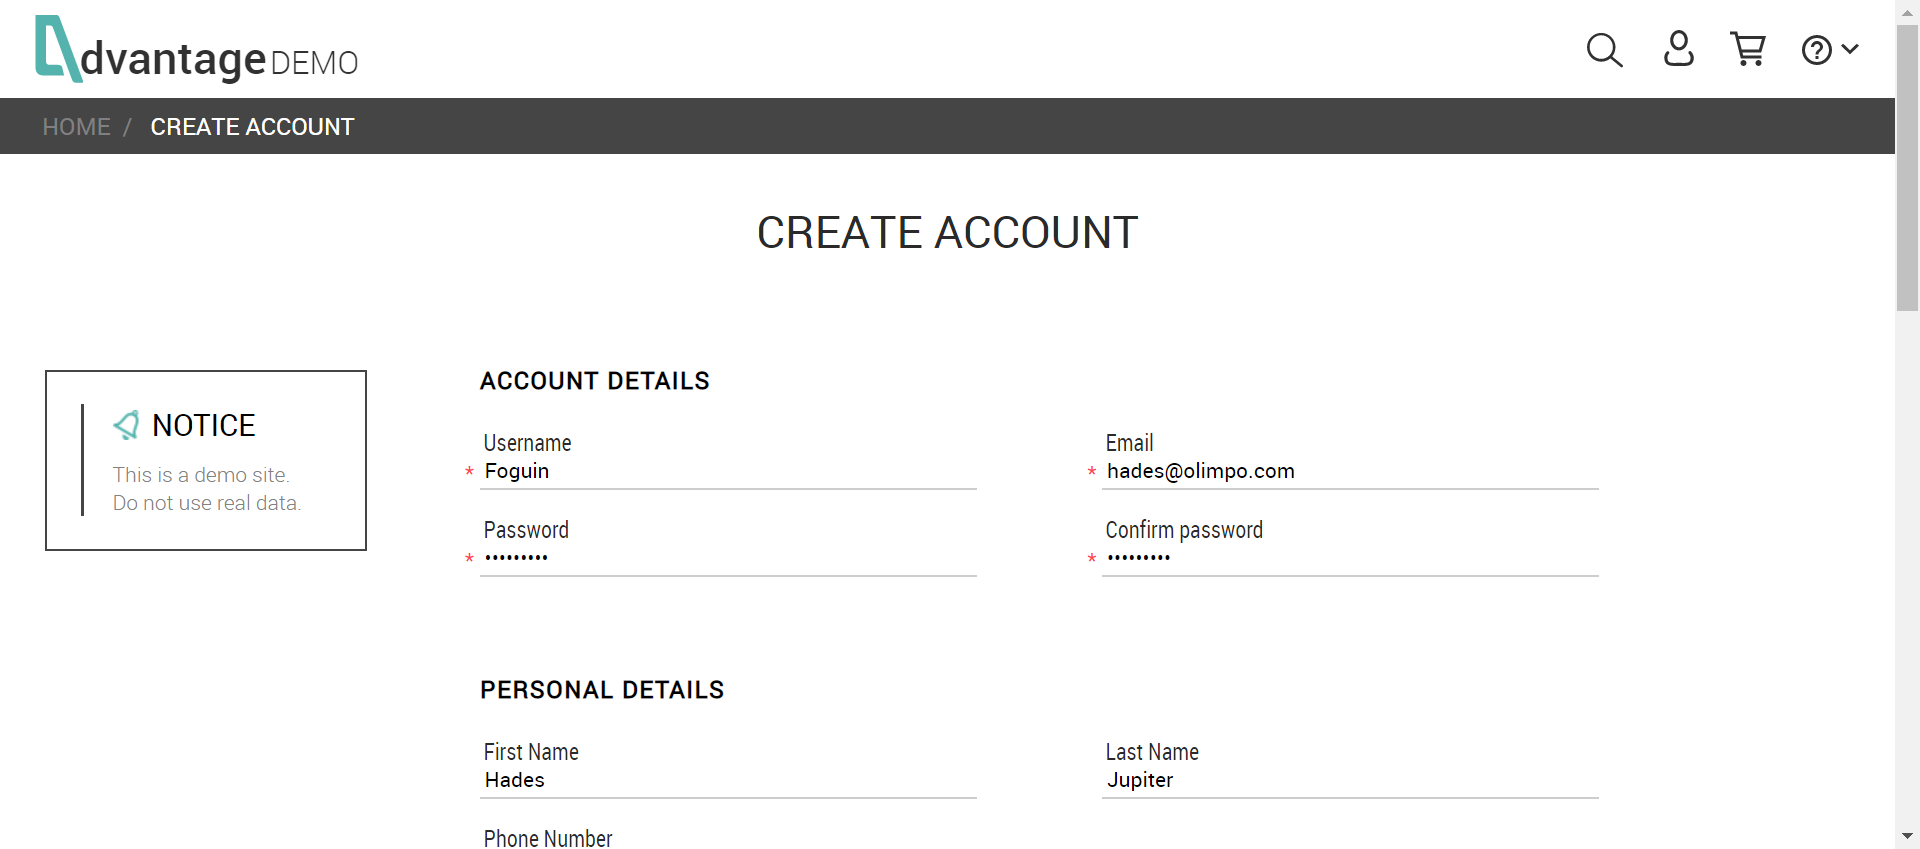 dvantage DEMO
HOME / CREATE ACCOUNT
CREATE ACCOUNT
NOTICE
This is a demo site.
Do not use real data.
ACCOUNT DETAILS
Username
* Foguin
Email
* hades@olimpo.com
Password
* •••••••••
Confirm password
* •••••••••
PERSONAL DETAILS
First Name
Hades
Last Name
Jupiter
Phone Number